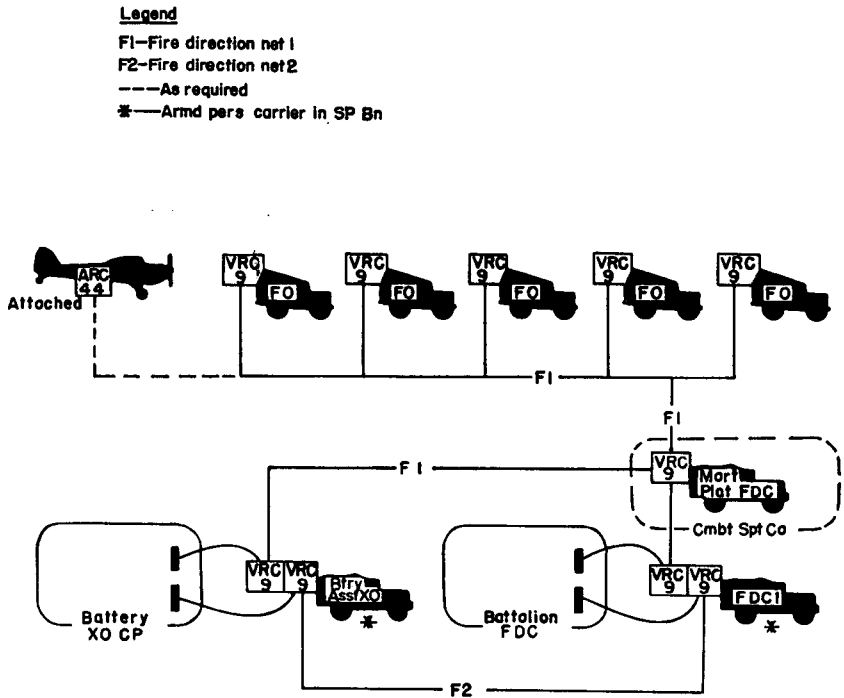 Legend
F1—Fire direction net 1
F2—Fire direction net 2
---—As required
*—Armd pers carrier in SP Bn
ARC
44
Attached
VRC
9
FO
VRC
9
FO
VRC
9
FO
VRC
9
FO
VRC
9
FO
F1
F1
F1
VRC
9
Mort
Plat FDC
Cmbt Spt Co
VRC
9
VRC
9
Btry
Asst XO
*
Battery
XO CP
VRC
9
VRC
9
FDC 1
*
Battalion
FDC
F2